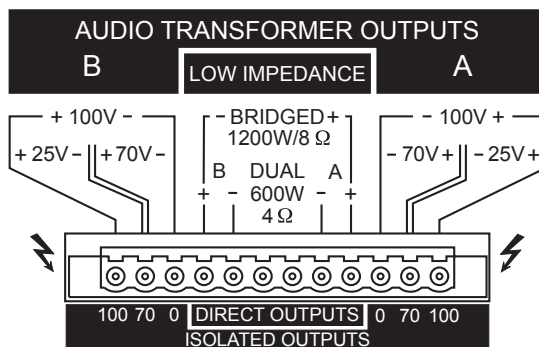 AUDIO TRANSFORMER OUTPUTS
B LOW IMPEDANCE A
+ 100V - - BRIDGED + - 100V +
1200W/8 Ω
+ 25V - + 70V - - 70V + - 25V +
B DUAL A
+ - 600W - +
4 Ω
100 70 0 DIRECT OUTPUTS 0 70 100
ISOLATED OUTPUTS